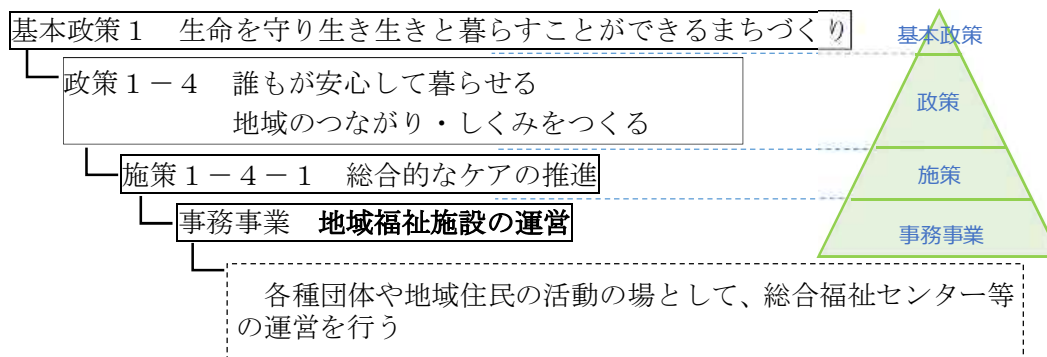 基本政策１　生命を守り生き生きと暮らすことができるまちづくり
政策１－４　誰もが安心して暮らせる
地域のつながり・しくみをつくる
施策１－４－１　総合的なケアの推進
事務事業　地域福祉施設の運営
各種団体や地域住民の活動の場として、総合福祉センター等
の運営を行う
基本政策
政策
施策
事務事業